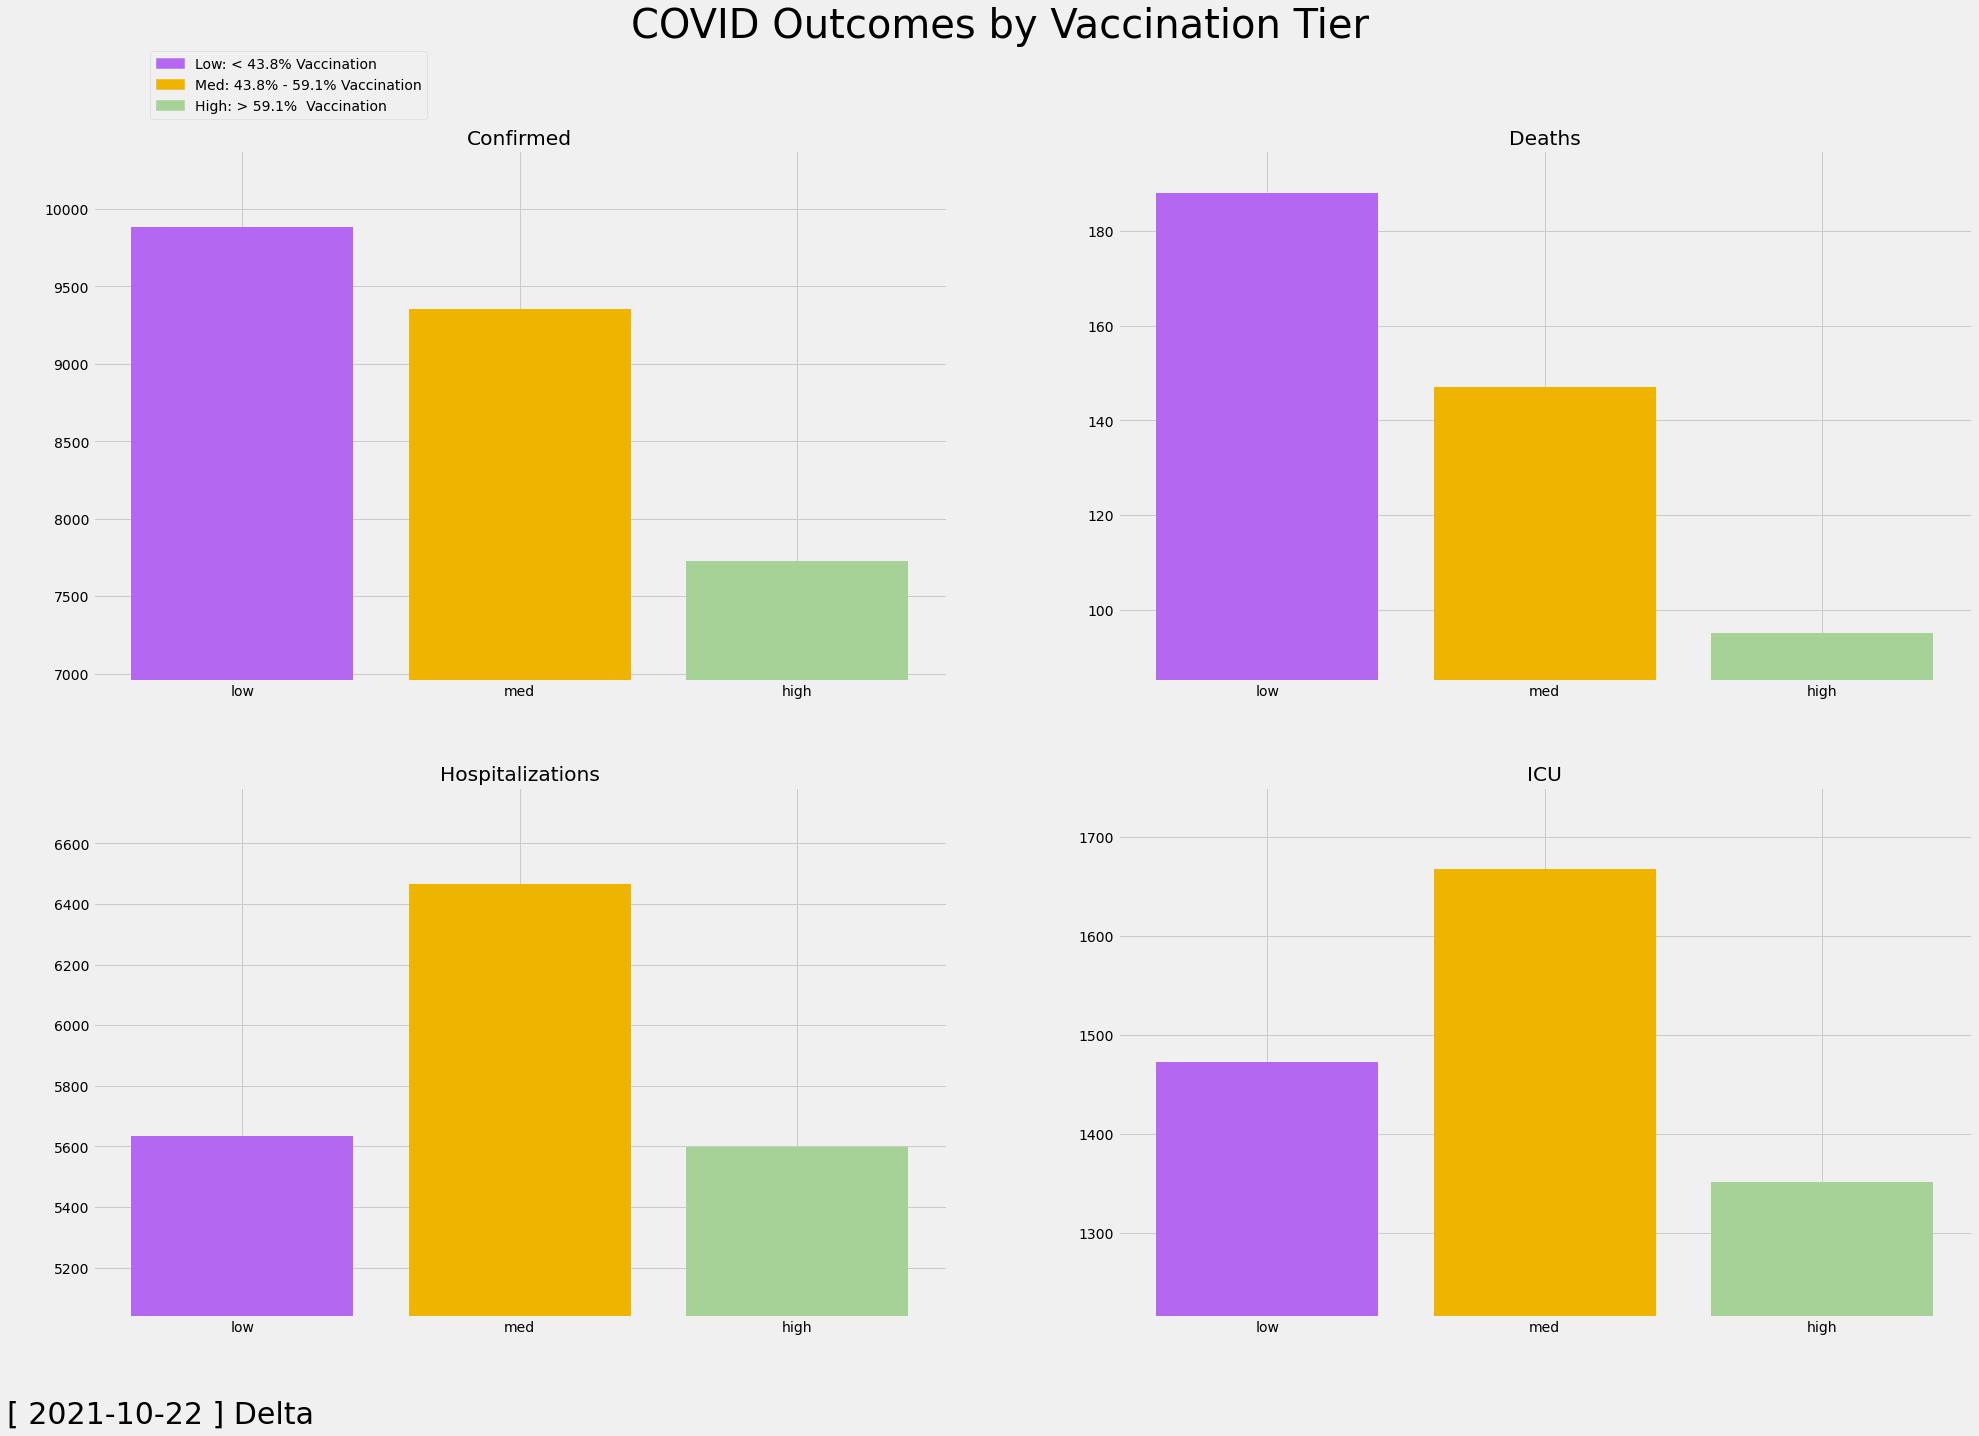 COVID Outcomes by Vaccination Tier
Low: < 43.8% Vaccination
Med: 43.8% - 59.1% Vaccination
High: > 59.1%  Vaccination
Confirmed
10000
9500
9000
8500
8000
7500
7000
low med high
Deaths
180
160
140
120
100
low med high
Hospitalizations
6600
6400
6200
6000
5800
5600
5400
5200
low med high
ICU
1700
1600
1500
1400
1300
low med high
[ 2021-10-22 ] Delta